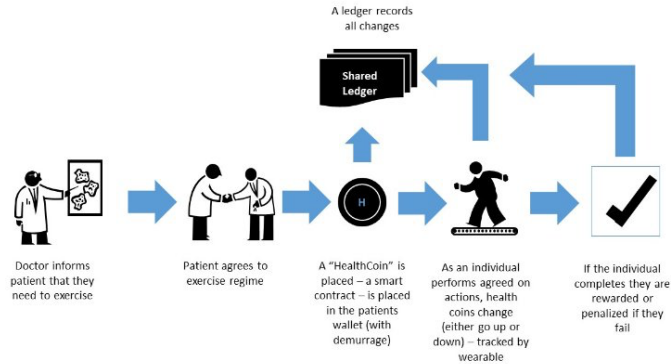 A ledger records
all changes
Shared
Ledger
H
Doctor informs
patient that they
need to exercise
Patient agrees to
exercise regime
A “HealthCoin” is
placed – a smart
contract – is placed
in the patients
wallet (with
demurrage)
As an individual
performs agreed on
actions, health
coins change
(either go up or
down) – tracked by
wearable
If the individual
completes they are
rewarded or
penalized if they
fail